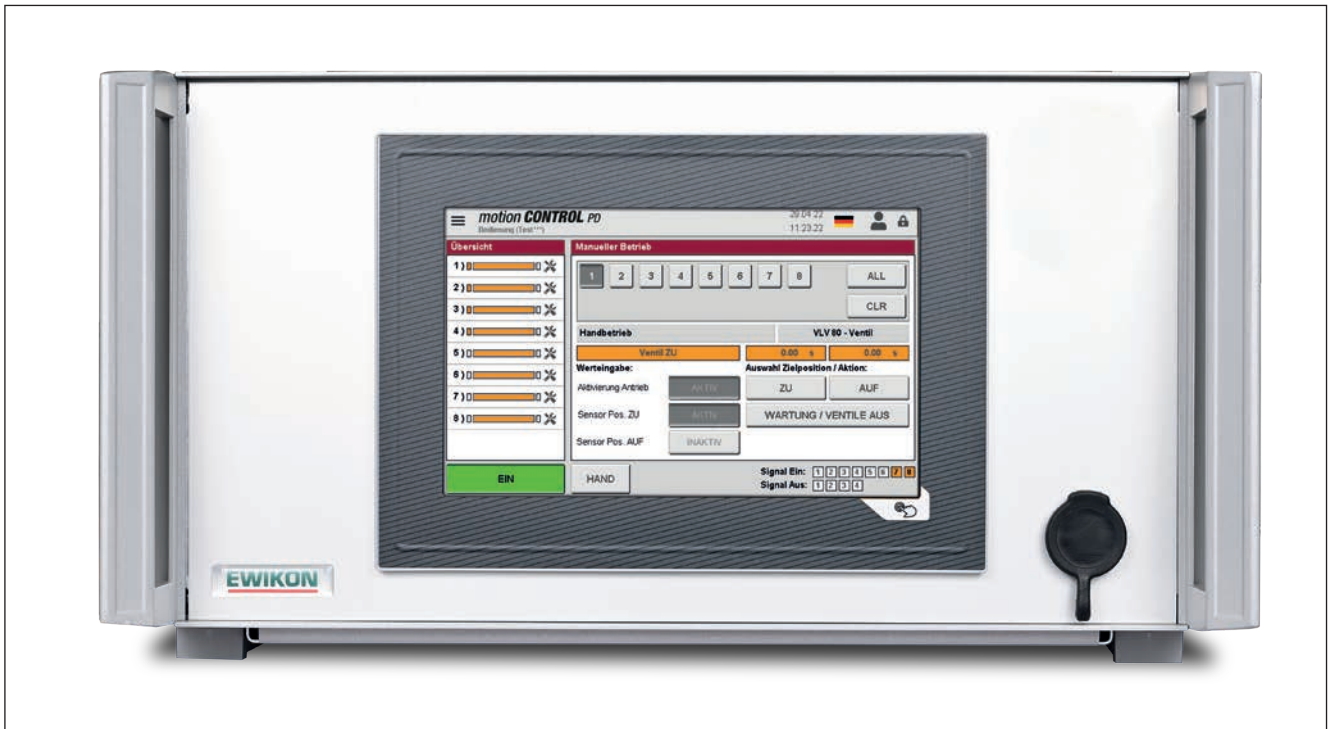 motion CONTROL PD
Bedienung (Test***)
29.04.22
11:23:22
Übersicht
1)
2)
3)
4)
5)
6)
7)
8)
Manueller Betrieb
1 2 3 4 5 6 7 8 ALL
CLR
Handbetrieb VLV 80 - Ventil
Ventil ZU 0.00 s 0.00 s
Werteingabe: Auswahl Zielposition / Aktion:
Aktivierung Antrieb AKTIV ZU AUF
Sensor Pos. ZU AKTIV WARTUNG / VENTILE AUS
Sensor Pos. AUF INAKTIV
EIN HAND
Signal Ein: 1 2 3 4 5 6 7 8
Signal Aus: 1 2 3 4
EWIKON